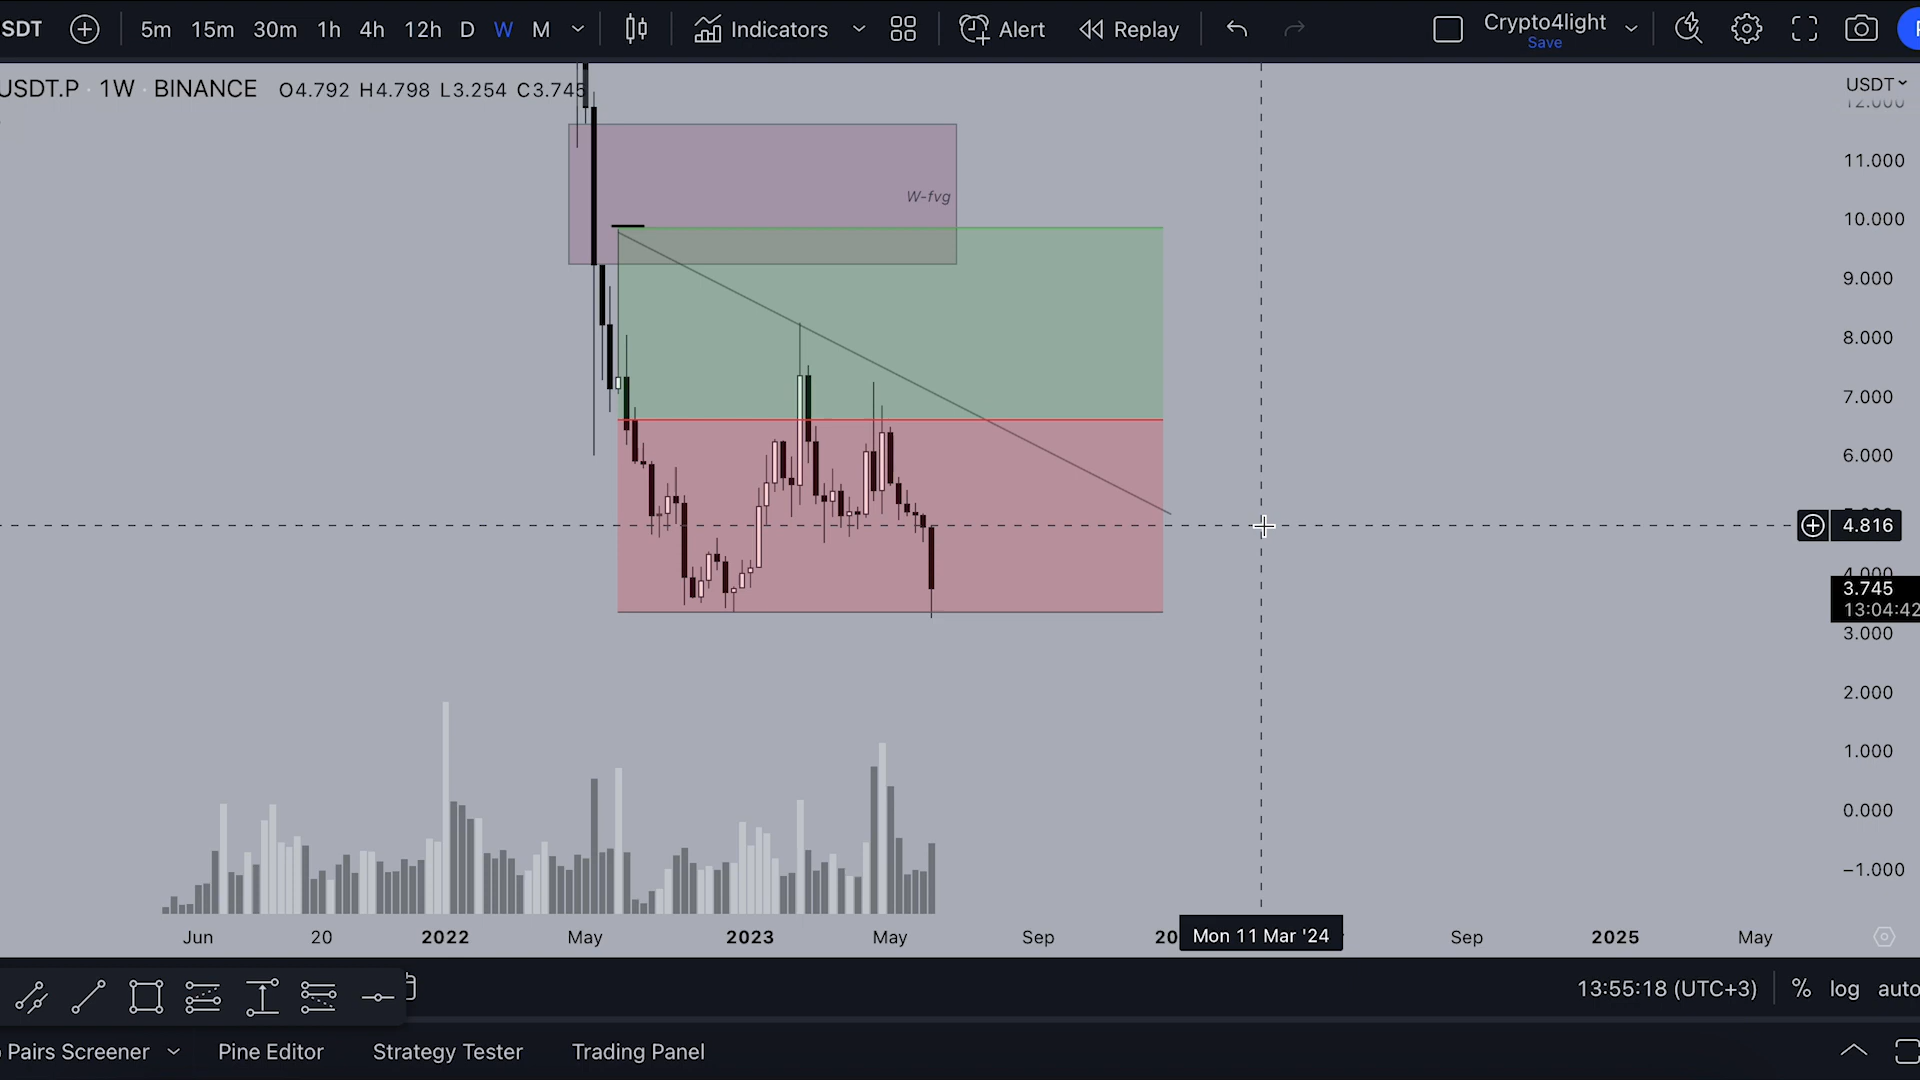 SDT 5m 15m 30m 1h 4h 12h D W M Indicators Alert Replay Crypto4light
Save
USDT.P · 1W · BINANCE O4.792 H4.798 L3.254 C3.745
USDT
12.000
11.000
W-fvg
10.000
9.000
8.000
7.000
6.000
4.816
4.000
3.745
13:04:42
3.000
2.000
1.000
0.000
−1.000
Jun 20 2022 May 2023 May Sep 20 Mon 11 Mar '24 Sep 2025 May
13:55:18 (UTC+3) % log auto
Pairs Screener Pine Editor Strategy Tester Trading Panel